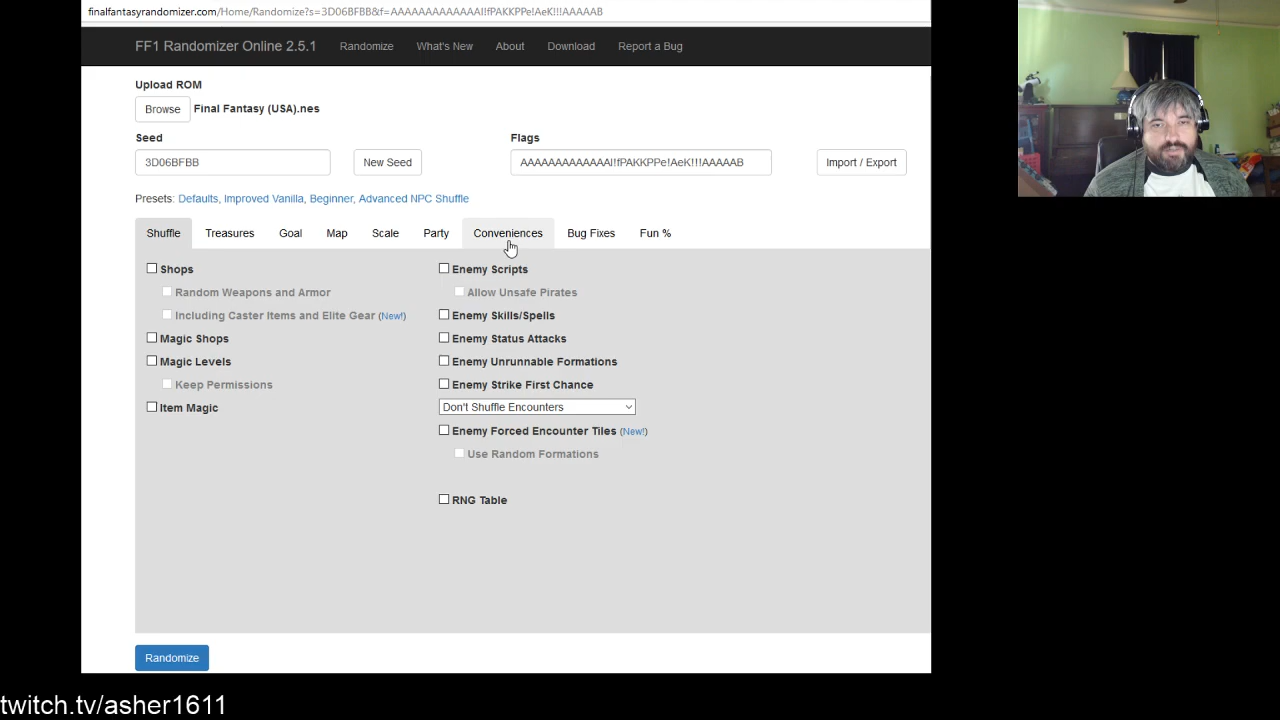 finalfantasyrandomizer.com/Home/Randomize?s=3D06BFBB&f=AAAAAAAAAAAAAI!fPAKKPPe!AeK!!!AAAAAB
FF1 Randomizer Online 2.5.1 Randomize What's New About Download Report a Bug
Upload ROM
Browse Final Fantasy (USA).nes
Seed Flags
3D06BFBB New Seed AAAAAAAAAAAAAI!fPAKKPPe!AeK!!!AAAAAB Import / Export
Presets: Defaults, Improved Vanilla, Beginner, Advanced NPC Shuffle
Shuffle Treasures Goal Map Scale Party Conveniences Bug Fixes Fun %
Shops
Random Weapons and Armor
Including Caster Items and Elite Gear (New!)
Magic Shops
Magic Levels
Keep Permissions
Item Magic
Enemy Scripts
Allow Unsafe Pirates
Enemy Skills/Spells
Enemy Status Attacks
Enemy Unrunnable Formations
Enemy Strike First Chance
Don't Shuffle Encounters
Enemy Forced Encounter Tiles (New!)
Use Random Formations
RNG Table
Randomize
twitch.tv/asher1611